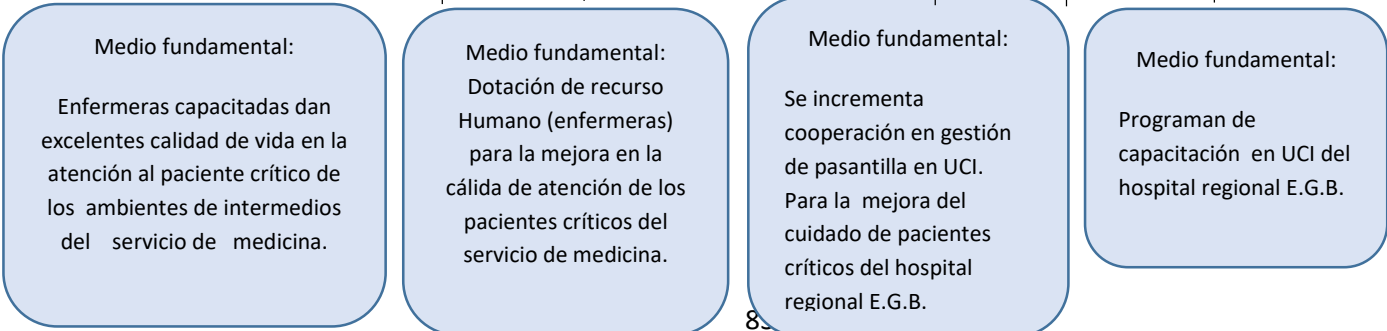 Medio fundamental:
Enfermeras capacitadas dan
excelentes calidad de vida en la
atención al paciente crítico de
los ambientes de intermedios
del servicio de medicina.
Medio fundamental:
Dotación de recurso
Humano (enfermeras)
para la mejora en la
cálida de atención de los
pacientes críticos del
servicio de medicina.
Medio fundamental:
Se incrementa
cooperación en gestión
de pasantilla en UCI.
Para la mejora del
cuidado de pacientes
críticos del hospital
regional E.G.B.
Medio fundamental:
Programan de
capacitación en UCI del
hospital regional E.G.B.